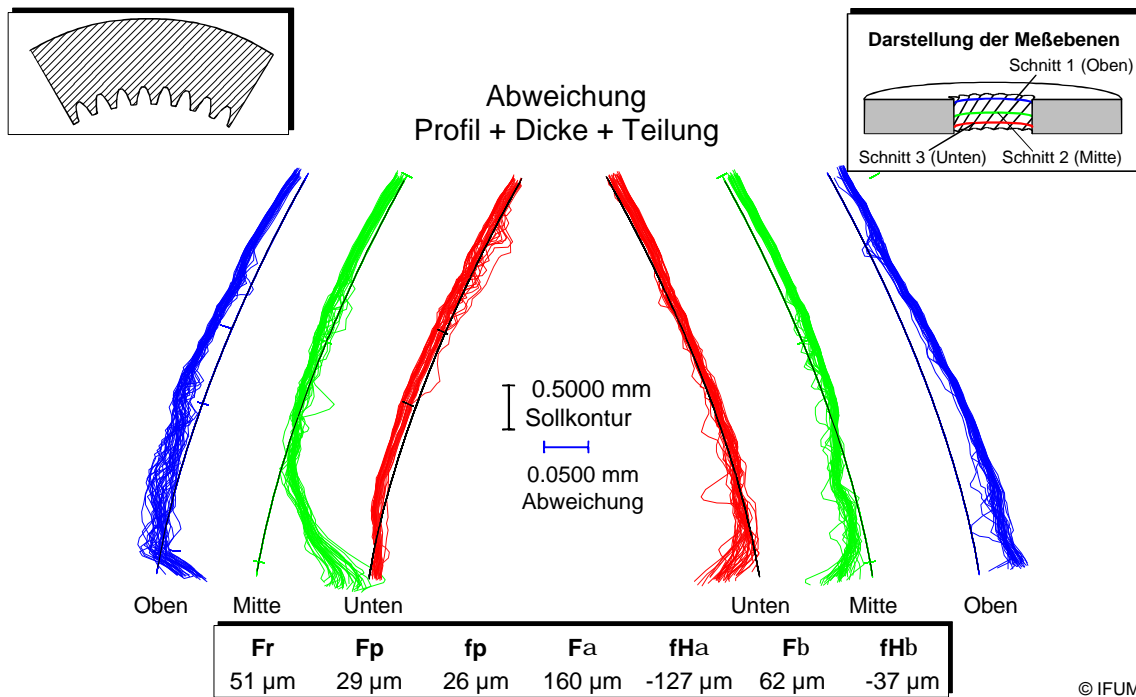 Darstellung der Meßebenen
Schnitt 1 (Oben)
Schnitt 3 (Unten)
Schnitt 2 (Mitte)
Abweichung
Profil + Dicke + Teilung
0.5000 mm
Sollkontur
0.0500 mm
Abweichung
Oben Mitte Unten Unten Mitte Oben
Fr Fp fp Fa fHa Fb fHb
51 µm 29 µm 26 µm 160 µm -127 µm 62 µm -37 µm
© IFUM